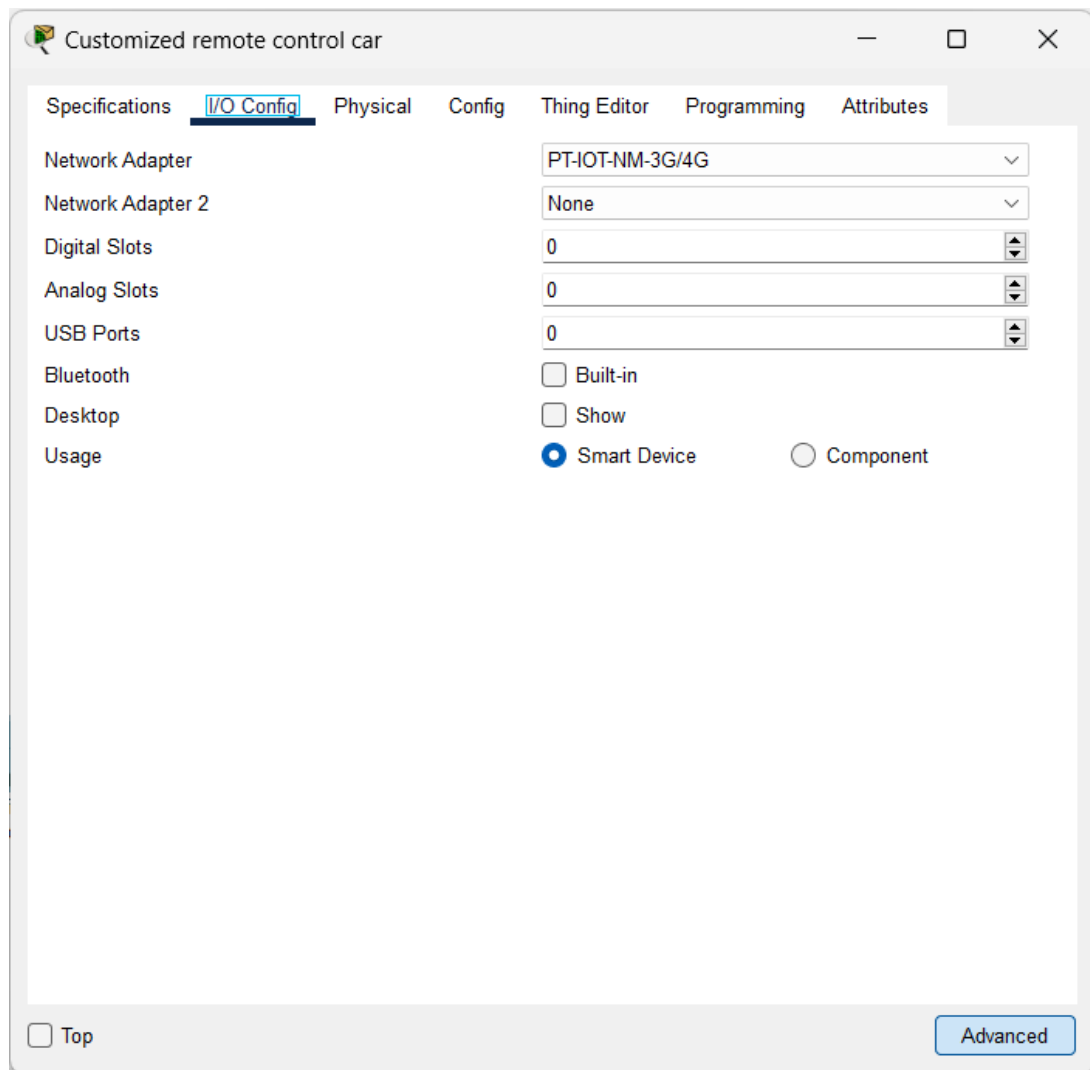 Customized remote control car
Specifications I/O Config Physical Config Thing Editor Programming Attributes
Network Adapter PT-IOT-NM-3G/4G
Network Adapter 2 None
Digital Slots 0
Analog Slots 0
USB Ports 0
Bluetooth Built-in
Desktop Show
Usage Smart Device Component
Top Advanced